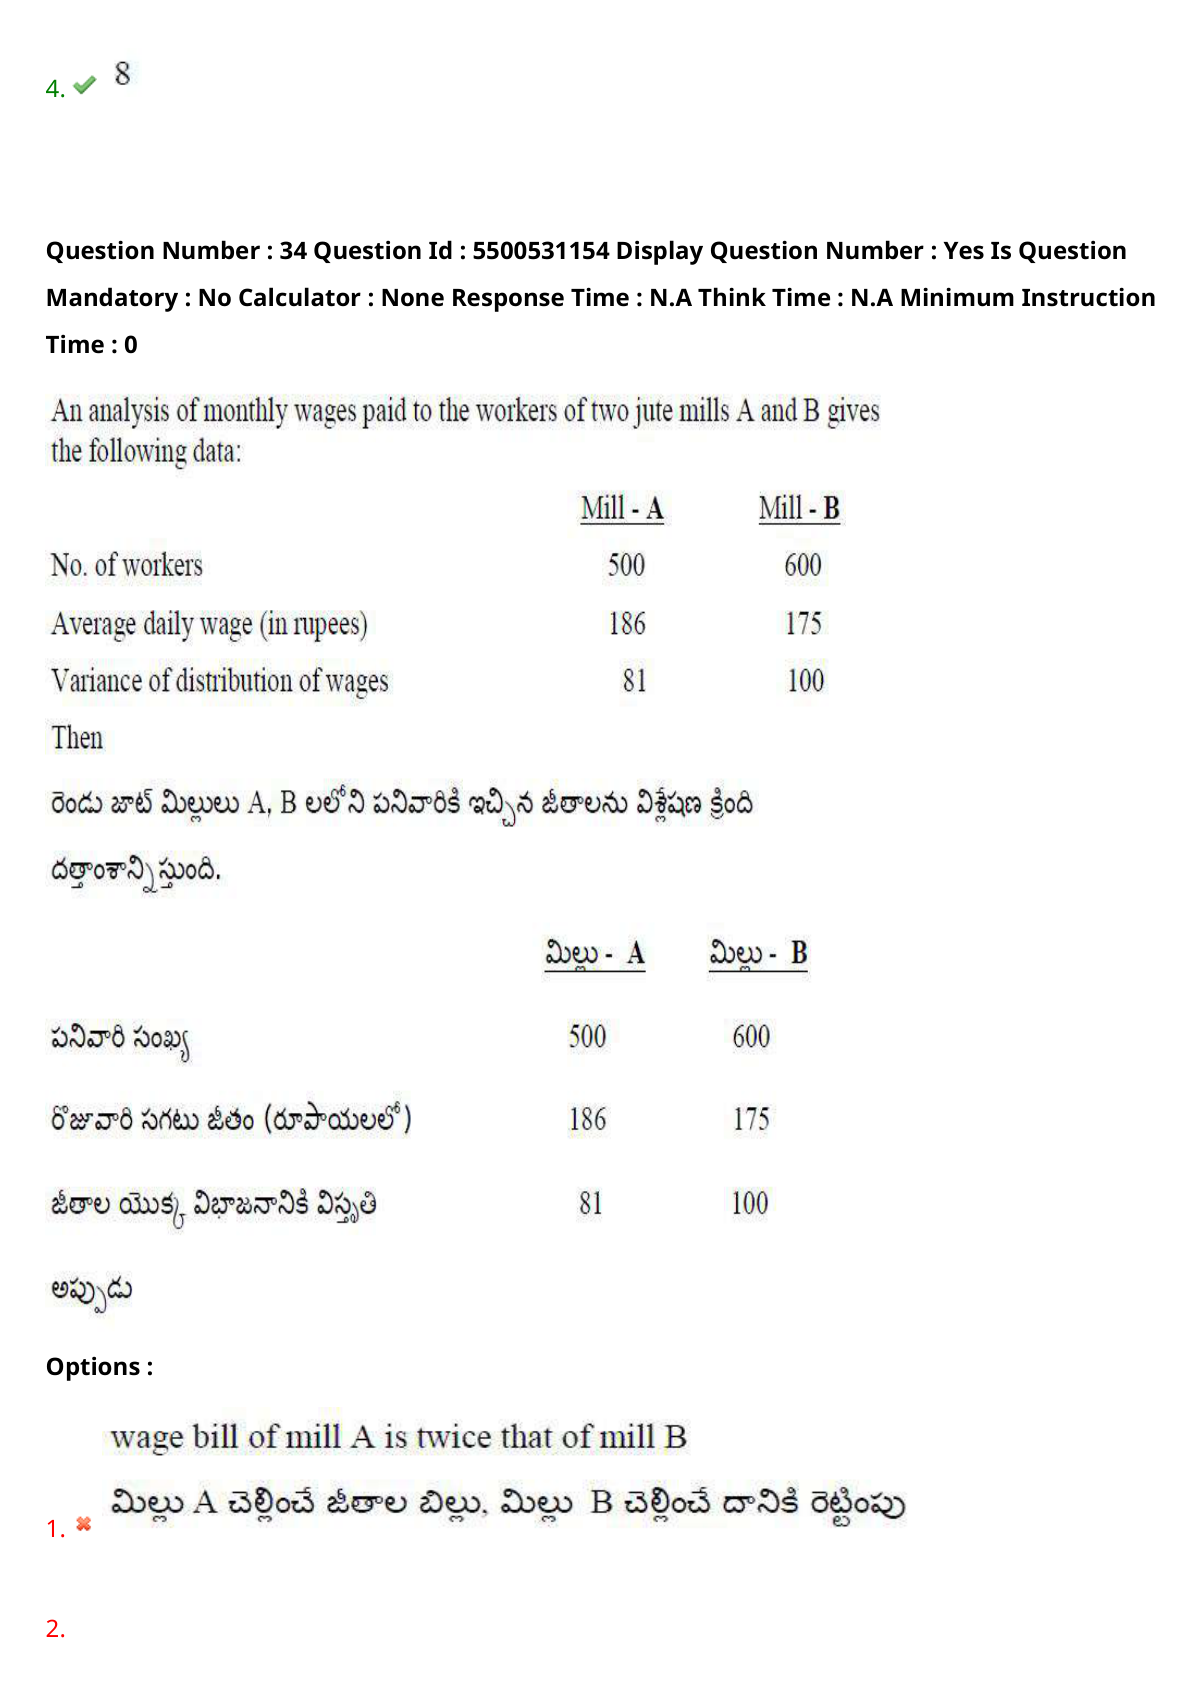 4. 8
Question Number : 34 Question Id : 5500531154 Display Question Number : Yes Is Question
Mandatory : No Calculator : None Response Time : N.A Think Time : N.A Minimum Instruction
Time : 0
An analysis of monthly wages paid to the workers of two jute mills A and B gives
the following data:
Mill - A Mill - B
No. of workers 500 600
Average daily wage (in rupees) 186 175
Variance of distribution of wages 81 100
Then
రెండు జూట్ మిల్లులు A, B లలోని పనివారికి ఇచ్చిన జీతాలను విశ్లేషణ క్రింది
దత్తాంశాన్నిస్తుంది.
మిల్లు - A మిల్లు - B
పనివారి సంఖ్య 500 600
రోజువారి సగటు జీతం (రూపాయలలో) 186 175
జీతాల యొక్క విభాజనానికి విస్తృతి 81 100
అప్పుడు
Options :
wage bill of mill A is twice that of mill B
మిల్లు A చెల్లించే జీతాల బిల్లు, మిల్లు B చెల్లించే దానికి రెట్టింపు
1.
2.